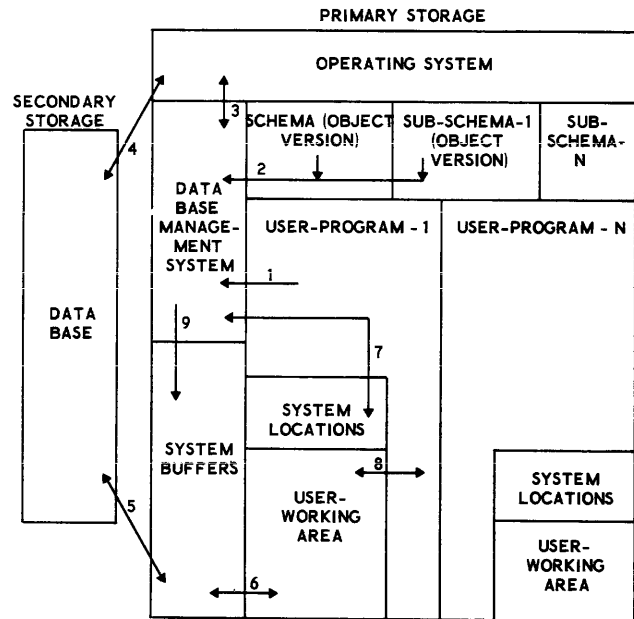 PRIMARY STORAGE
OPERATING SYSTEM
SECONDARY
STORAGE
4
3
SCHEMA (OBJECT
VERSION)
SUB-SCHEMA-1
(OBJECT
VERSION)
SUB-
SCHEMA-
N
2
DATA
BASE
MANAGE-
MENT
SYSTEM
USER-PROGRAM - 1
USER-PROGRAM - N
1
DATA
BASE
9
7
SYSTEM
LOCATIONS
SYSTEM
BUFFERS
8
USER-
WORKING
AREA
SYSTEM
LOCATIONS
5
USER-
WORKING
AREA
6